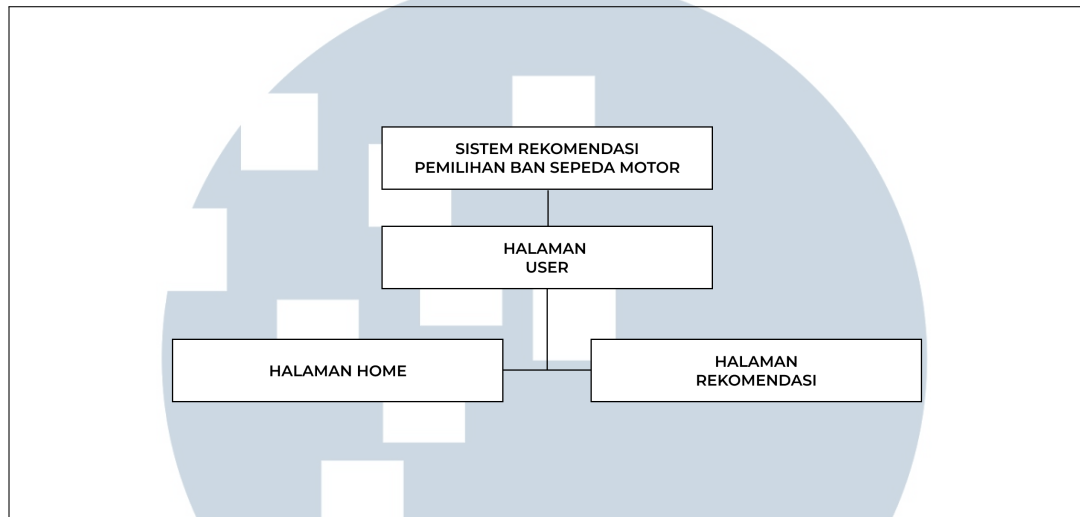 SISTEM REKOMENDASI
PEMILIHAN BAN SEPEDA MOTOR
HALAMAN
USER
HALAMAN HOME
HALAMAN
REKOMENDASI